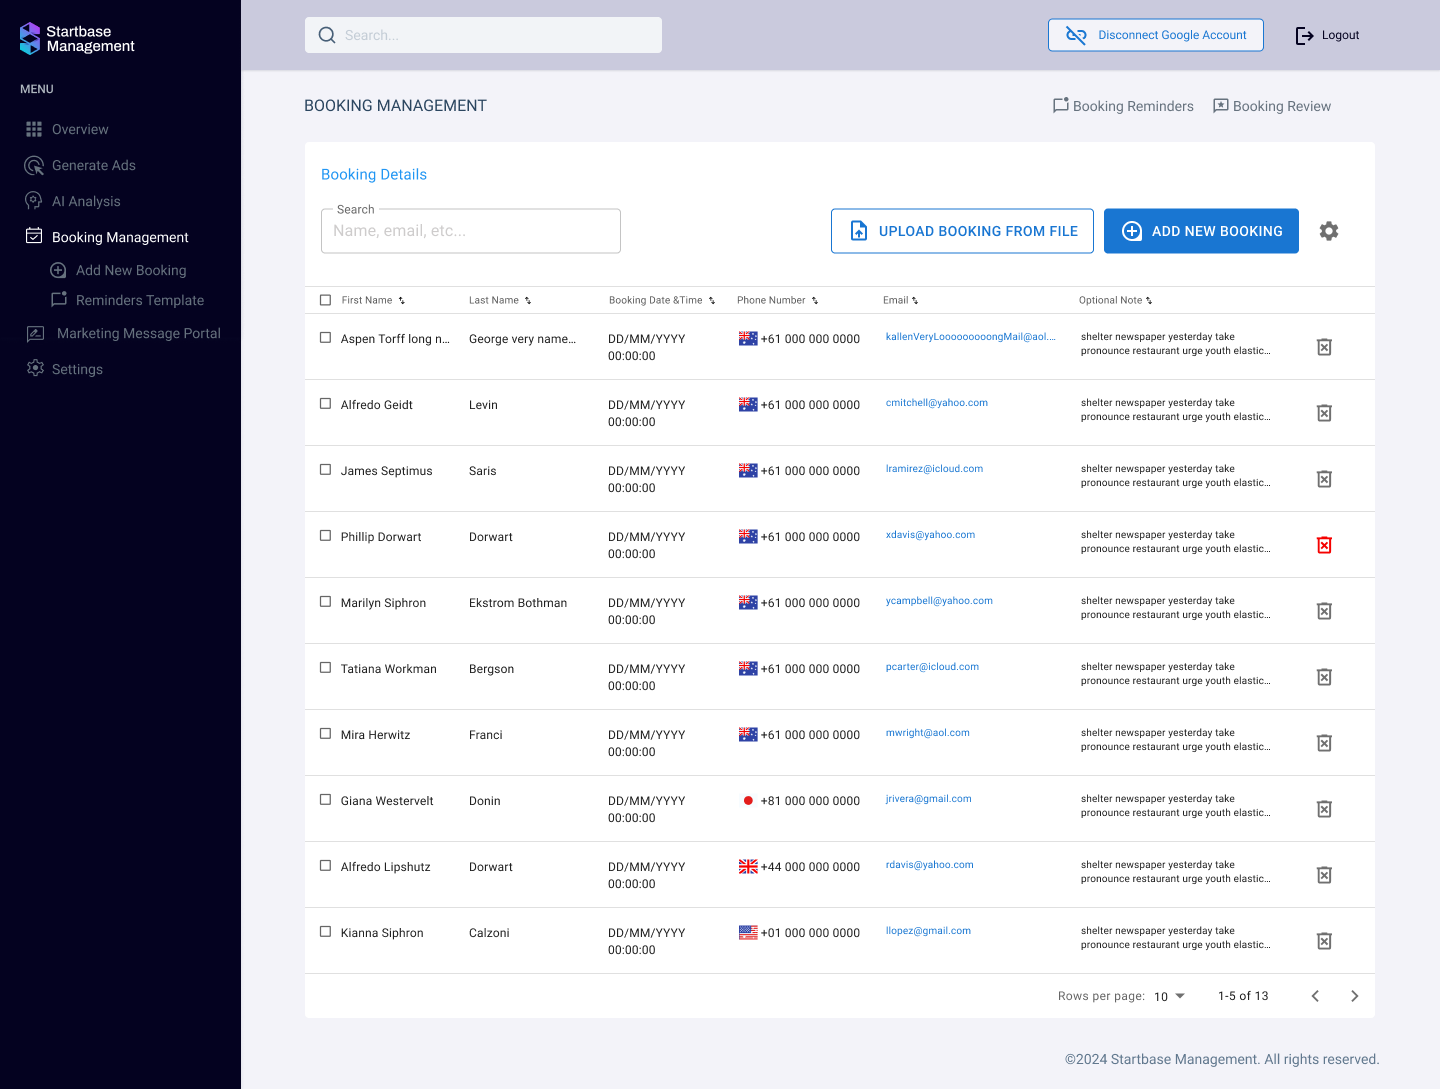 Startbase
Management
Search...
Disconnect Google Account
Logout
MENU
Overview
Generate Ads
AI Analysis
Booking Management
Add New Booking
Reminders Template
Marketing Message Portal
Settings
BOOKING MANAGEMENT
Booking Reminders
Booking Review
Booking Details
Search
Name, email, etc...
UPLOAD BOOKING FROM FILE
ADD NEW BOOKING
First Name Last Name Booking Date &Time Phone Number Email Optional Note
Aspen Torff long n... George very name... DD/MM/YYYY +61 000 000 0000 kallenVeryLooooooooongMail@aol.... shelter newspaper yesterday take
00:00:00 pronounce restaurant urge youth elastic...
Alfredo Geidt Levin DD/MM/YYYY +61 000 000 0000 cmitchell@yahoo.com shelter newspaper yesterday take
00:00:00 pronounce restaurant urge youth elastic...
James Septimus Saris DD/MM/YYYY +61 000 000 0000 lramirez@icloud.com shelter newspaper yesterday take
00:00:00 pronounce restaurant urge youth elastic...
Phillip Dorwart Dorwart DD/MM/YYYY +61 000 000 0000 xdavis@yahoo.com shelter newspaper yesterday take
00:00:00 pronounce restaurant urge youth elastic...
Marilyn Siphron Ekstrom Bothman DD/MM/YYYY +61 000 000 0000 ycampbell@yahoo.com shelter newspaper yesterday take
00:00:00 pronounce restaurant urge youth elastic...
Tatiana Workman Bergson DD/MM/YYYY +61 000 000 0000 pcarter@icloud.com shelter newspaper yesterday take
00:00:00 pronounce restaurant urge youth elastic...
Mira Herwitz Franci DD/MM/YYYY +61 000 000 0000 mwright@aol.com shelter newspaper yesterday take
00:00:00 pronounce restaurant urge youth elastic...
Giana Westervelt Donin DD/MM/YYYY +81 000 000 0000 jrivera@gmail.com shelter newspaper yesterday take
00:00:00 pronounce restaurant urge youth elastic...
Alfredo Lipshutz Dorwart DD/MM/YYYY +44 000 000 0000 rdavis@yahoo.com shelter newspaper yesterday take
00:00:00 pronounce restaurant urge youth elastic...
Kianna Siphron Calzoni DD/MM/YYYY +01 000 000 0000 llopez@gmail.com shelter newspaper yesterday take
00:00:00 pronounce restaurant urge youth elastic...
Rows per page: 10 1-5 of 13
©2024 Startbase Management. All rights reserved.